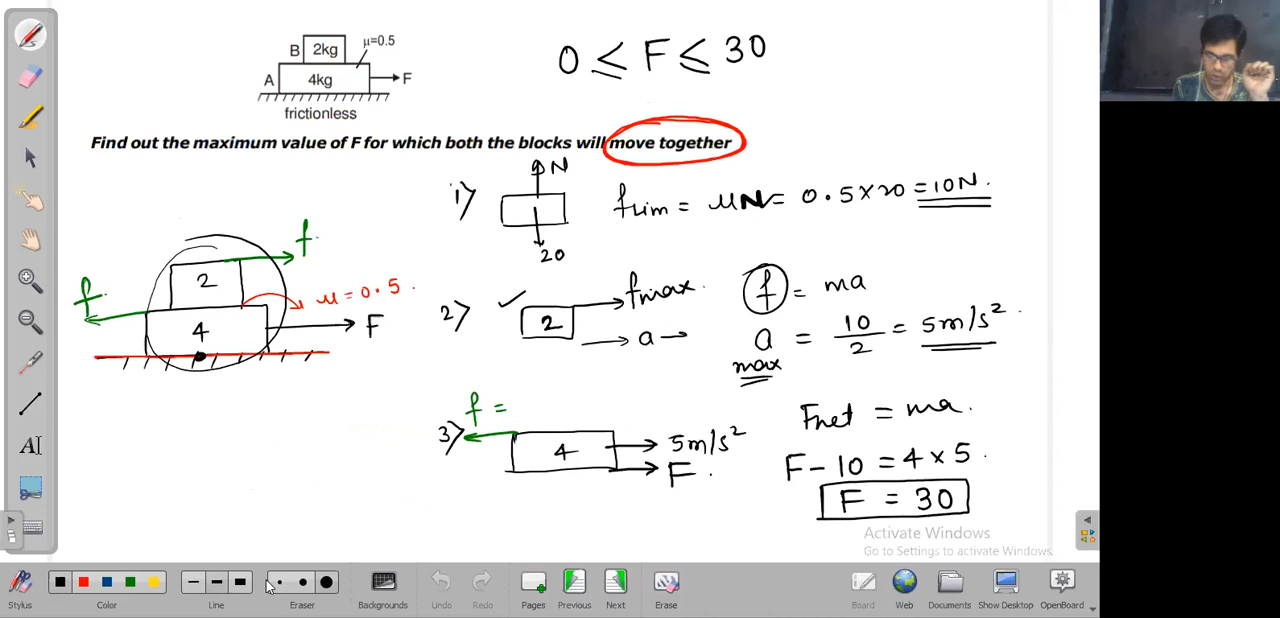 B 2kg μ=0.5
A 4kg F
frictionless
0 ≤ F ≤ 30
Find out the maximum value of F for which both the blocks will move together
1) N
20
flim = μN = 0.5 × 20 = 10N.
f
f
2
μ = 0.5
4
F
2) 2 fmax
a
f = ma
a max = 10/2 = 5m/s²
3) f =
4
5m/s²
F
Fnet = ma.
F - 10 = 4 × 5
F = 30
Activate Windows
Go to Settings to activate Windows.
Stylus
Color
Line
Eraser
Backgrounds
Undo
Redo
Pages
Previous
Next
Erase
Board
Web
Documents
Show Desktop
OpenBoard